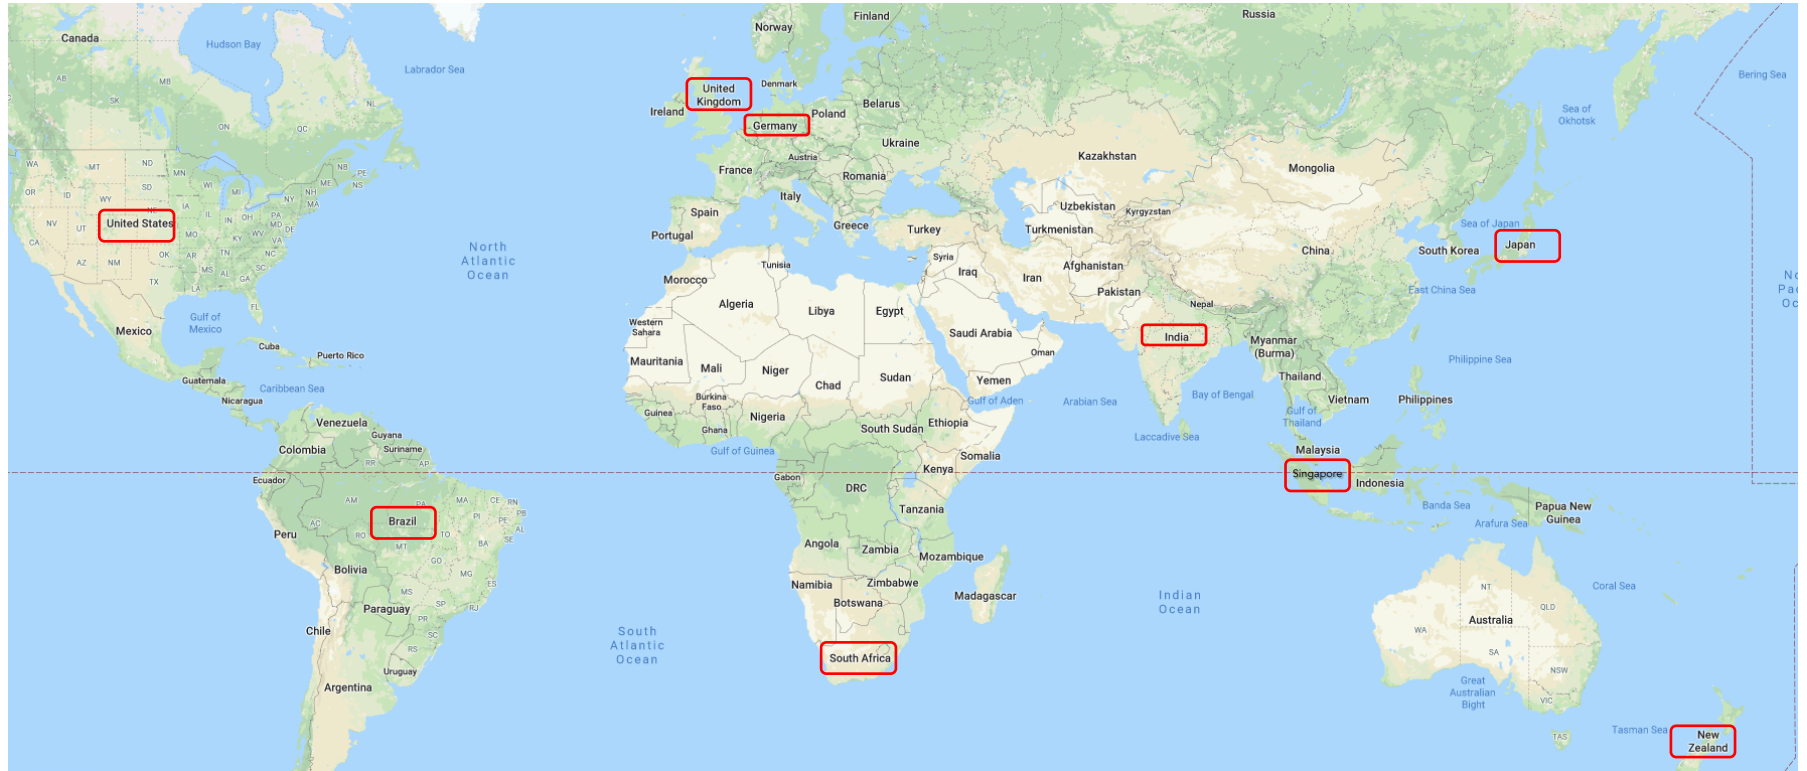 Canada
Hudson Bay
Labrador Sea
Norway
Finland
Russia
Bering Sea
Sea of
Okhotsk
AB
MB
SK
ON
QC
NL
United
Kingdom
Denmark
Ireland
Germany
Poland
Belarus
Ukraine
France
Austria
Romania
Kazakhstan
Mongolia
WA
MT
ND
MN
OR
ID
WY
SD
WI
MI
NB
PE
NS
ME
NH
NY
MA
NV
UT
NE
United States
IA
IL
IN
OH
PA
MD
DE
MO
KY
WV
VA
CA
AZ
NM
OK
AR
TN
NC
SC
MS
AL
GA
TX
LA
FL
Italy
Spain
Portugal
Greece
Turkey
Uzbekistan
Kyrgyzstan
Turkmenistan
Sea of Japan
Japan
South Korea
China
North
Atlantic
Ocean
Tunisia
Morocco
Syria
Iraq
Iran
Afghanistan
Pakistan
Nepal
East China Sea
Algeria
Libya
Egypt
Western
Sahara
Saudi Arabia
India
Myanmar
(Burma)
Gulf of
Mexico
Mexico
Cuba
Puerto Rico
Mauritania
Mali
Niger
Chad
Sudan
Oman
Yemen
Thailand
Philippine Sea
Guatemala
Caribbean Sea
Nicaragua
Burkina
Faso
Guinea
Ghana
Nigeria
South Sudan
Ethiopia
Gulf of Aden
Arabian Sea
Bay of Bengal
Laccadive Sea
Gulf of
Thailand
Vietnam
Philippines
Venezuela
Guyana
Suriname
Colombia
RR
AP
Ecuador
Gulf of Guinea
Somalia
Kenya
Gabon
DRC
Malaysia
Singapore
Indonesia
AM
PA
MA
CE
RN
PB
PE
AL
SE
PI
Brazil
AC
RO
TO
BA
MT
GO
MG
ES
MS
SP
RJ
PR
SC
RS
Peru
Bolivia
Paraguay
Chile
Uruguay
Argentina
Tanzania
Angola
Zambia
Mozambique
Namibia
Zimbabwe
Botswana
Madagascar
South Africa
South
Atlantic
Ocean
Indian
Ocean
Banda Sea
Arafura Sea
Papua New
Guinea
Coral Sea
NT
QLD
WA
Australia
SA
NSW
VIC
Great
Australian
Bight
TAS
Tasman Sea
New
Zealand